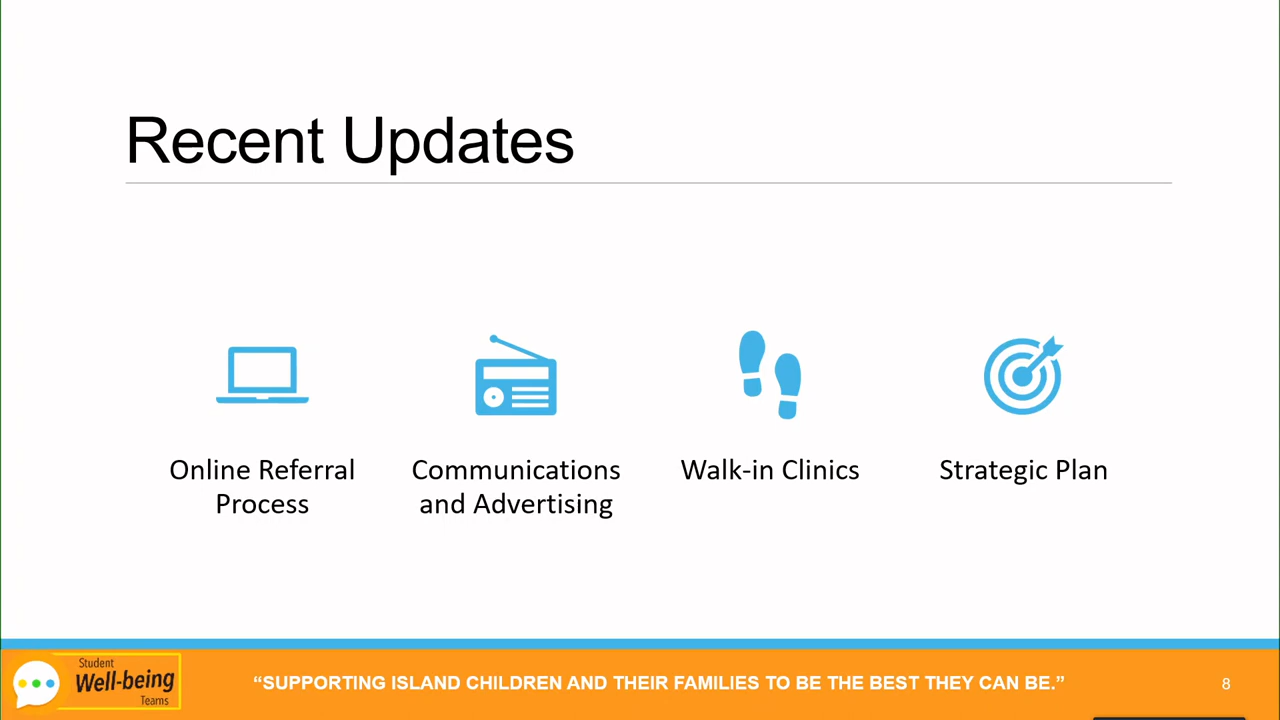 Recent Updates
Online Referral
Process
Communications
and Advertising
Walk-in Clinics
Strategic Plan
Student
Well-being
Teams
“SUPPORTING ISLAND CHILDREN AND THEIR FAMILIES TO BE THE BEST THEY CAN BE.”
8